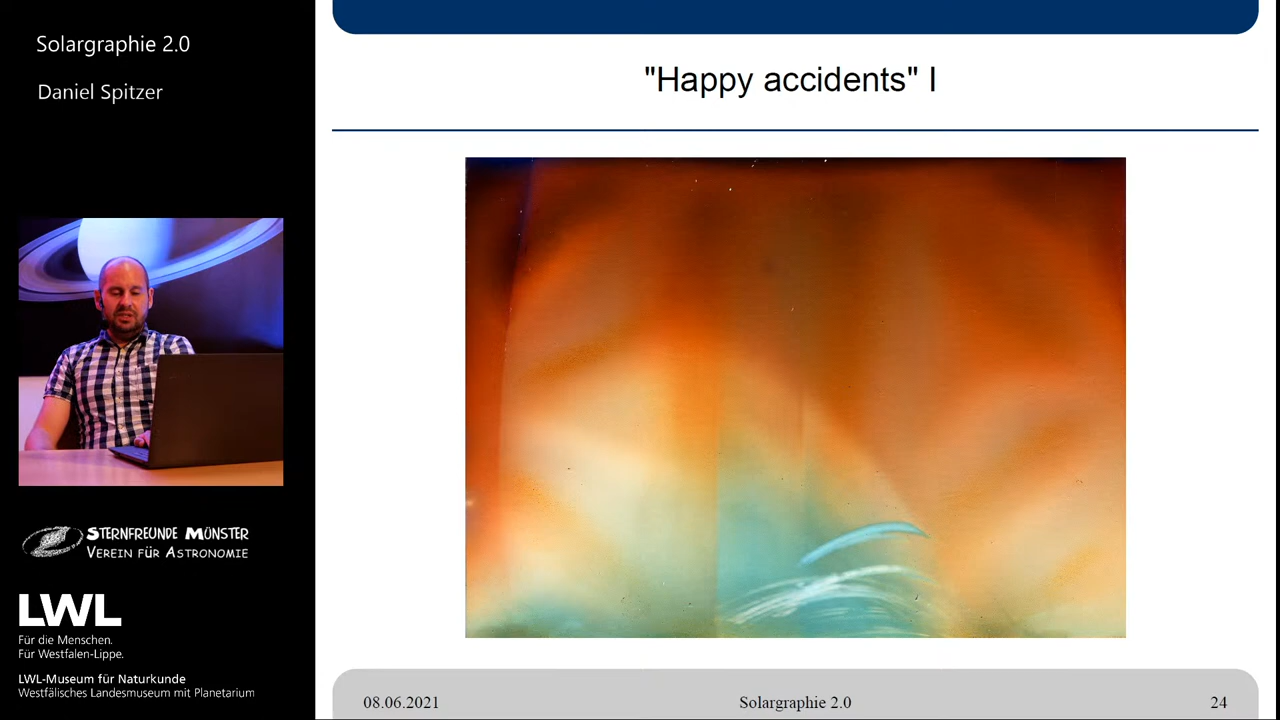 Solargraphie 2.0
Daniel Spitzer
"Happy accidents" I
STERNFREUNDE MÜNSTER
VEREIN FÜR ASTRONOMIE
LWL
Für die Menschen.
Für Westfalen-Lippe.
LWL-Museum für Naturkunde
Westfälisches Landesmuseum mit Planetarium
08.06.2021 Solargraphie 2.0 24